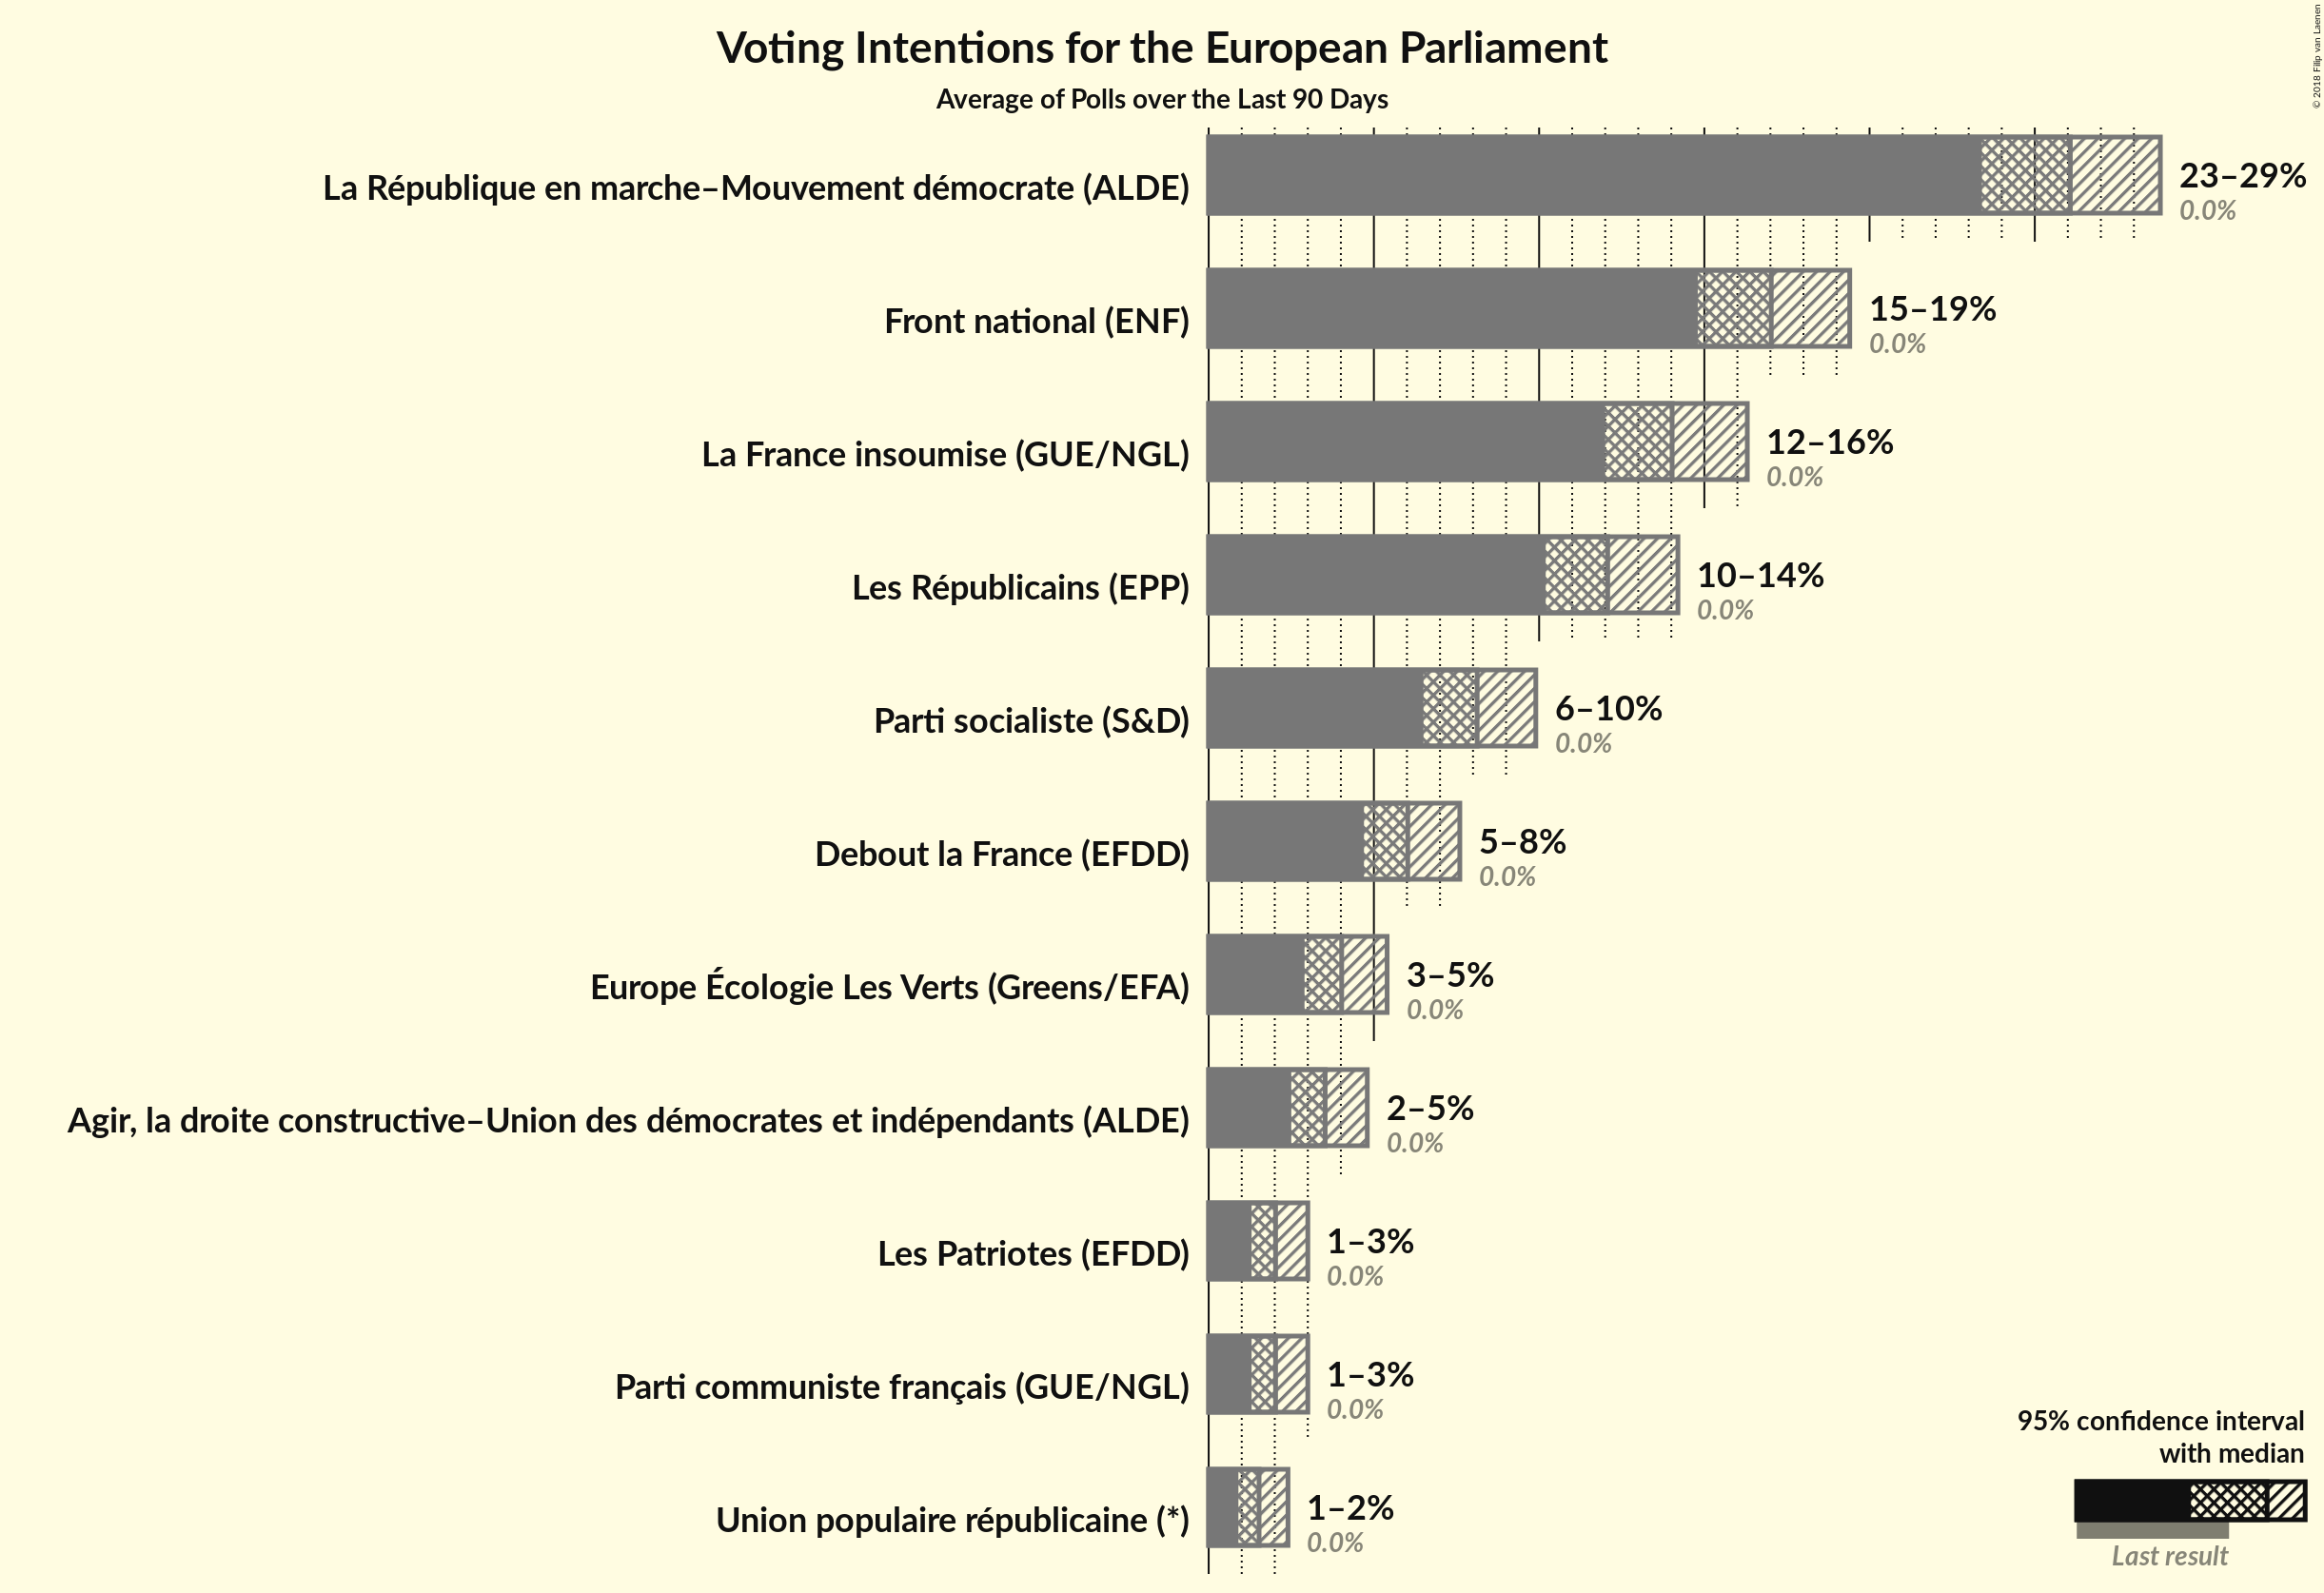 © 2018 Filip van Laenen
Voting Intentions for the European Parliament
Average of Polls over the Last 90 Days
La République en marche–Mouvement démocrate (ALDE)
23–29%
0.0%
Front national (ENF)
15–19%
0.0%
La France insoumise (GUE/NGL)
12–16%
0.0%
Les Républicains (EPP)
10–14%
0.0%
Parti socialiste (S&D)
6–10%
0.0%
Debout la France (EFDD)
5–8%
0.0%
Europe Écologie Les Verts (Greens/EFA)
3–5%
0.0%
Agir, la droite constructive–Union des démocrates et indépendants (ALDE)
2–5%
0.0%
Les Patriotes (EFDD)
1–3%
0.0%
Parti communiste français (GUE/NGL)
1–3%
0.0%
Union populaire républicaine (*)
1–2%
0.0%
95% confidence interval
with median
Last result